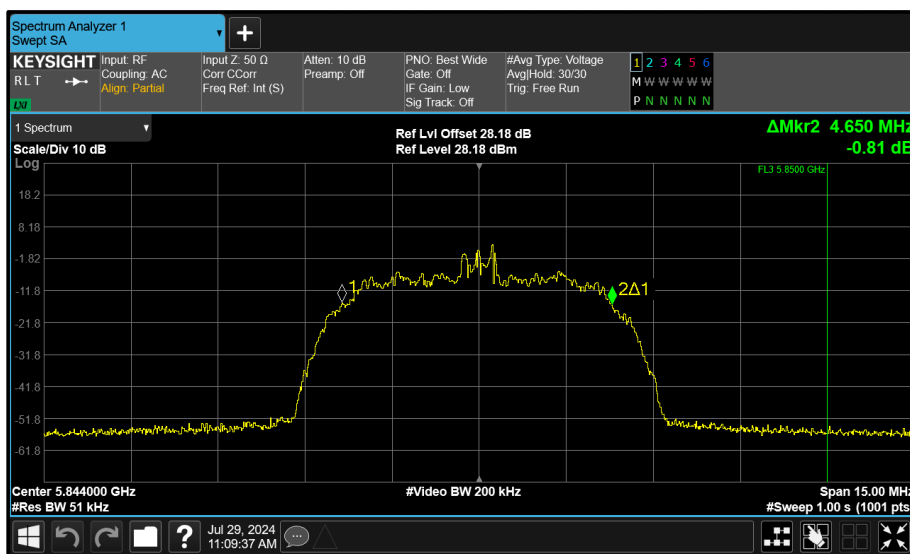 Spectrum Analyzer 1
Swept SA
+
KEYSIGHT
R L T
LXI
Input: RF
Coupling: AC
Align: Partial
Input Z: 50 Ω
Corr CCorr
Freq Ref: Int (S)
Atten: 10 dB
Preamp: Off
PNO: Best Wide
Gate: Off
IF Gain: Low
Sig Track: Off
#Avg Type: Voltage
Avg|Hold: 30/30
Trig: Free Run
1 2 3 4 5 6
M W W W W W
P N N N N N
1 Spectrum
Scale/Div 10 dB
Ref Lvl Offset 28.18 dB
Ref Level 28.18 dBm
ΔMkr2 4.650 MHz
-0.81 dB
Log
FL3 5.8500 GHz
18.2
8.18
-1.82
-11.8
1
2Δ1
-21.8
-31.8
-41.8
-51.8
-61.8
Center 5.844000 GHz
#Video BW 200 kHz
Span 15.00 MHz
#Res BW 51 kHz
#Sweep 1.00 s (1001 pts
?
Jul 29, 2024
11:09:37 AM